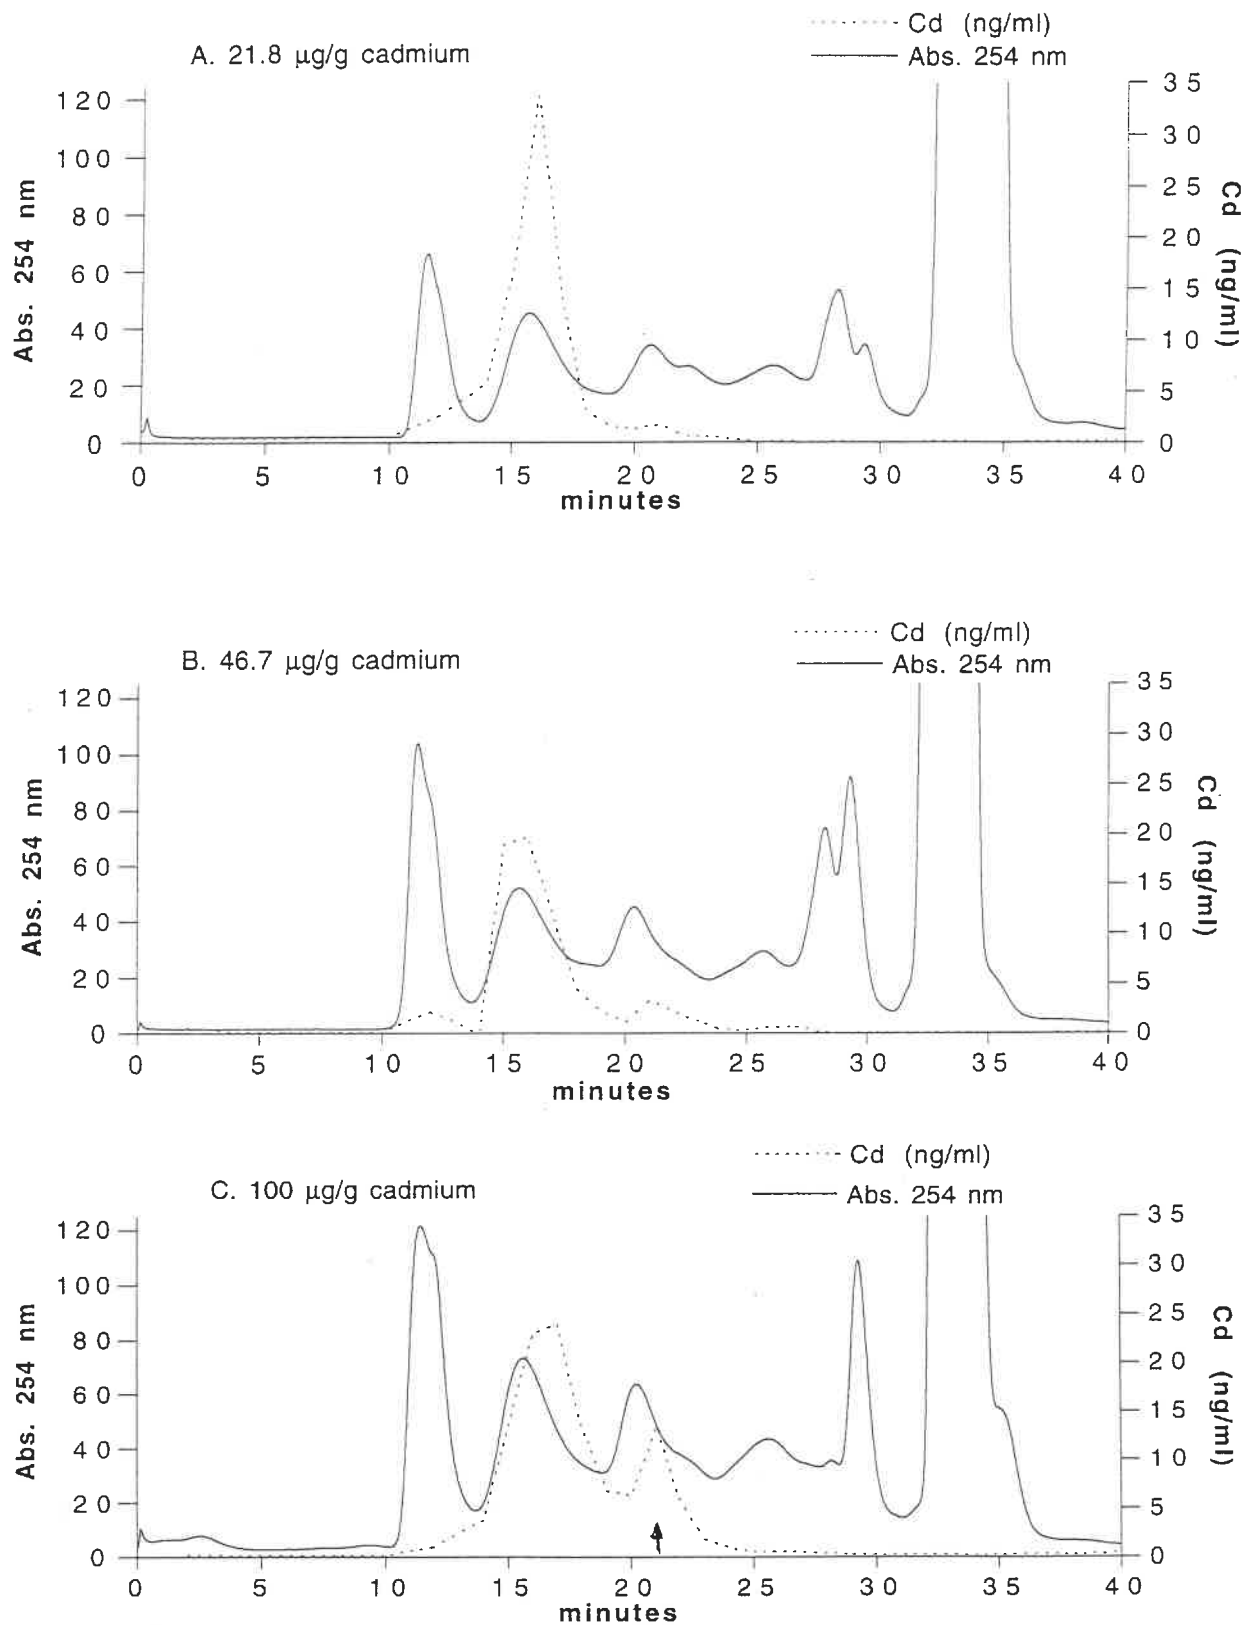 Cd (ng/ml)
A. 21.8 µg/g cadmium
Abs. 254 nm
120
100
80
60
40
20
0
35
30
25
20
15
10
5
0
Abs. 254 nm
Cd (ng/ml)
0 5 10 15 20 25 30 35 40
minutes
Cd (ng/ml)
B. 46.7 µg/g cadmium
Abs. 254 nm
120
100
80
60
40
20
0
35
30
25
20
15
10
5
0
Abs. 254 nm
Cd (ng/ml)
0 5 10 15 20 25 30 35 40
minutes
Cd (ng/ml)
C. 100 µg/g cadmium
Abs. 254 nm
120
100
80
60
40
20
0
35
30
25
20
15
10
5
0
Abs. 254 nm
Cd (ng/ml)
0 5 10 15 20 25 30 35 40
minutes